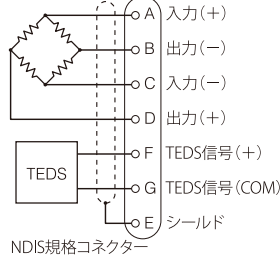 A 入力(+)
B 出力(−)
C 入力(−)
D 出力(+)
TEDS
F TEDS信号(+)
G TEDS信号(COM)
E シールド
NDIS規格コネクター